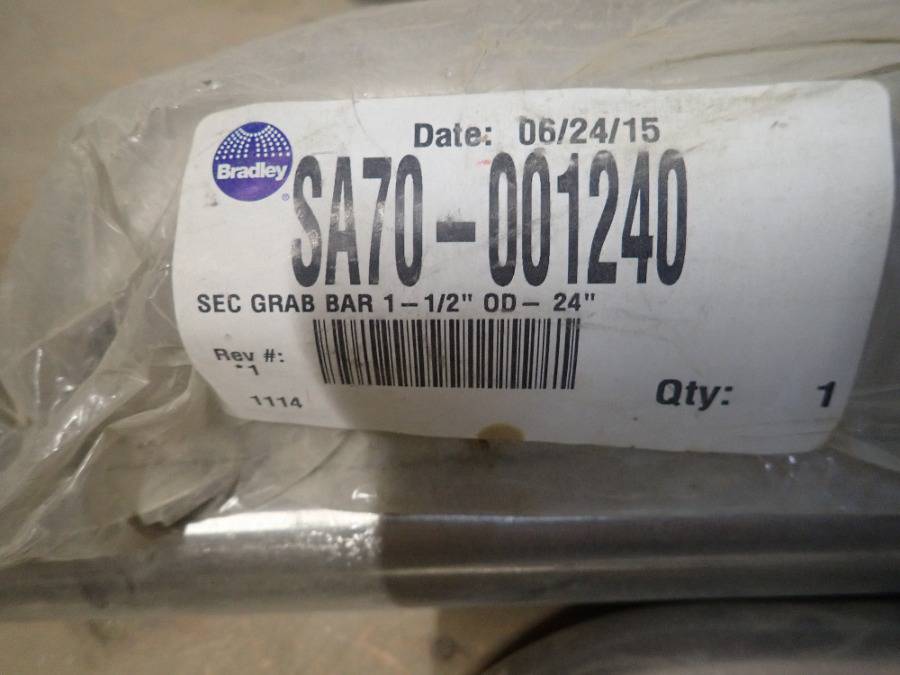 Date: 06/24/15
Bradley®
SA70-001240
SEC GRAB BAR 1-1/2" OD- 24"
Rev #:
*1
1114
Qty: 1